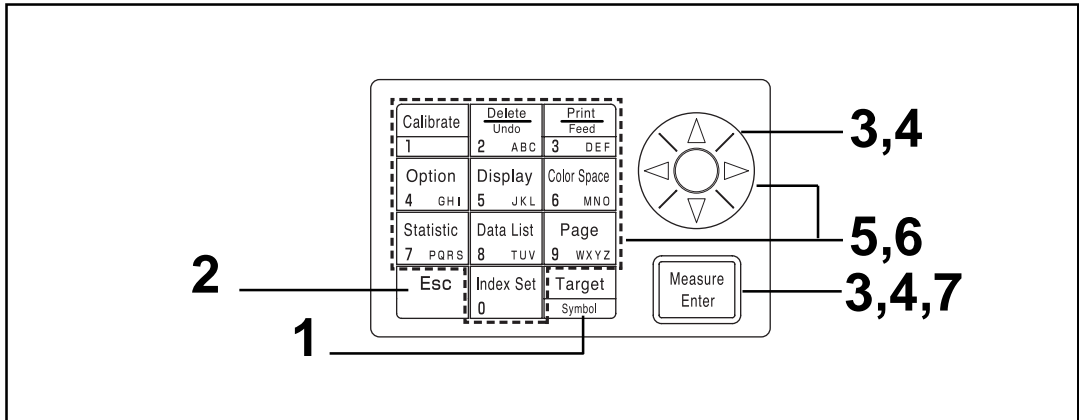 Calibrate Delete Print
Undo Feed
1 2 ABC 3 DEF
3,4
Option Display Color Space
4 GHI 5 JKL 6 MNO
Statistic Data List Page
7 PQRS 8 TUV 9 WXYZ
5,6
2
Esc Index Set Target
0 Symbol
Measure
Enter
3,4,7
1